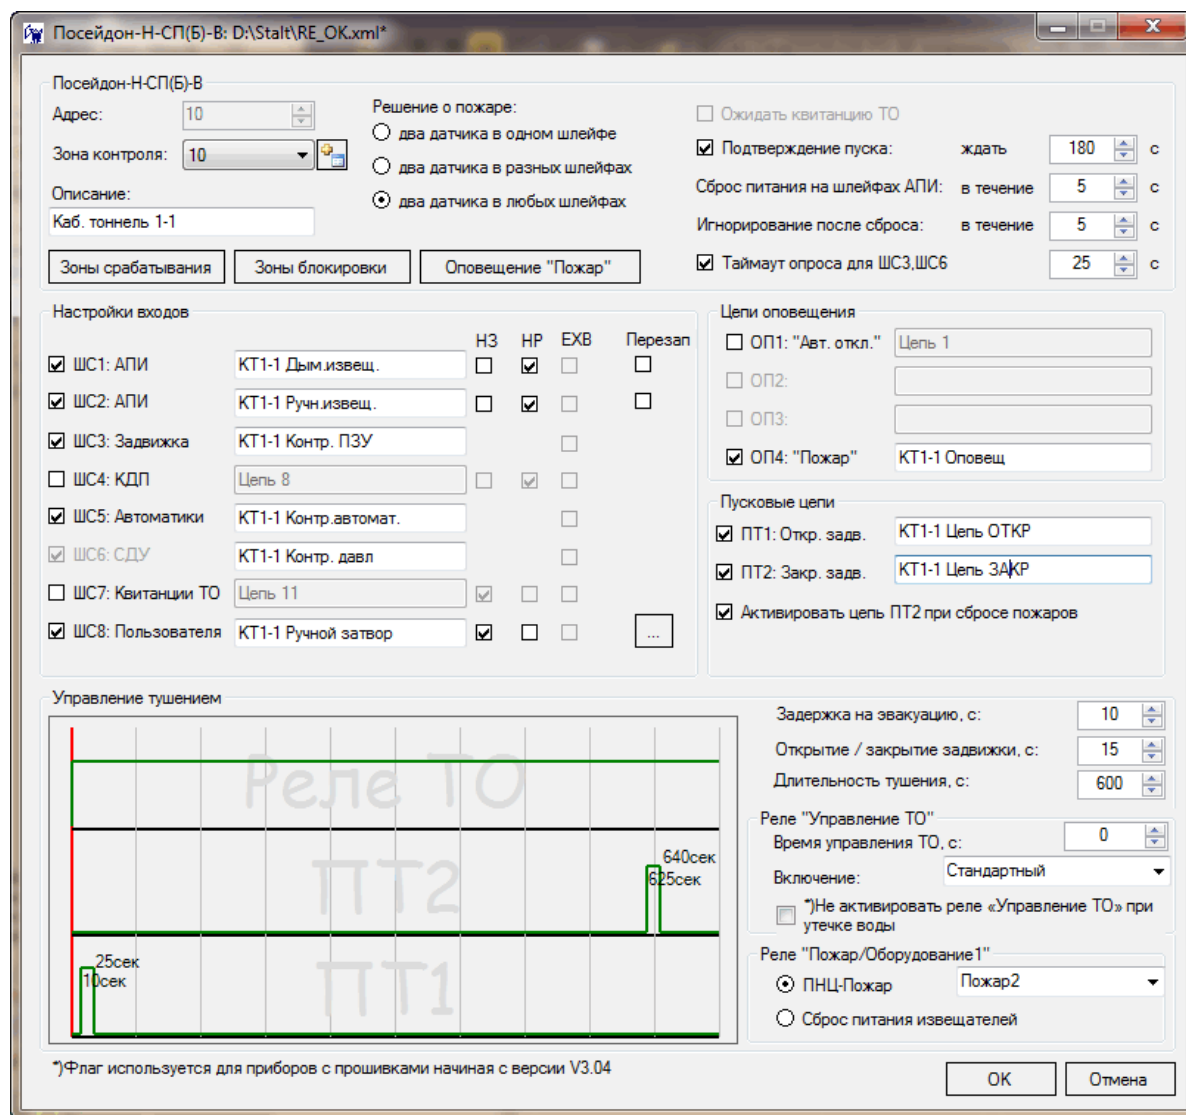 Посейдон-Н-СП(Б)-В: D:\Stalt\RE_OK.xml*
Посейдон-Н-СП(Б)-В
Адрес: 10
Зона контроля: 10
Описание:
Каб. тоннель 1-1
Зоны срабатывания Зоны блокировки Оповещение "Пожар"
Решение о пожаре:
два датчика в одном шлейфе
два датчика в разных шлейфах
два датчика в любых шлейфах
Ожидать квитанцию ТО
Подтверждение пуска: ждать 180 с
Сброс питания на шлейфах АПИ: в течение 5 с
Игнорирование после сброса: в течение 5 с
Таймаут опроса для ШС3,ШС6 25 с
Настройки входов
НЗ НР EXB Перезап
ШС1: АПИ КТ1-1 Дым.извещ.
ШС2: АПИ КТ1-1 Ручн.извещ.
ШС3: Задвижка КТ1-1 Контр. ПЗУ
ШС4: КДП Цепь 8
ШС5: Автоматики КТ1-1 Контр.автомат.
ШС6: СДУ КТ1-1 Контр. давл
ШС7: Квитанции ТО Цепь 11
ШС8: Пользователя КТ1-1 Ручной затвор ...
Цепи оповещения
ОП1: "Авт. откл." Цепь 1
ОП2:
ОП3:
ОП4: "Пожар" КТ1-1 Оповещ
Пусковые цепи
ПТ1: Откр. задв. КТ1-1 Цепь ОТКР
ПТ2: Закр. задв. КТ1-1 Цепь ЗАКР
Активировать цепь ПТ2 при сбросе пожаров
Управление тушением
Реле ТО
ПТ2
640сек
625сек
ПТ1
25сек
10сек
Задержка на эвакуацию, с: 10
Открытие / закрытие задвижки, с: 15
Длительность тушения, с: 600
Реле "Управление ТО"
Время управления ТО, с: 0
Включение: Стандартный
*)Не активировать реле «Управление ТО» при
утечке воды
Реле "Пожар/Оборудование1"
ПНЦ-Пожар Пожар2
Сброс питания извещателей
*)Флаг используется для приборов с прошивками начиная с версии V3.04
OK Отмена